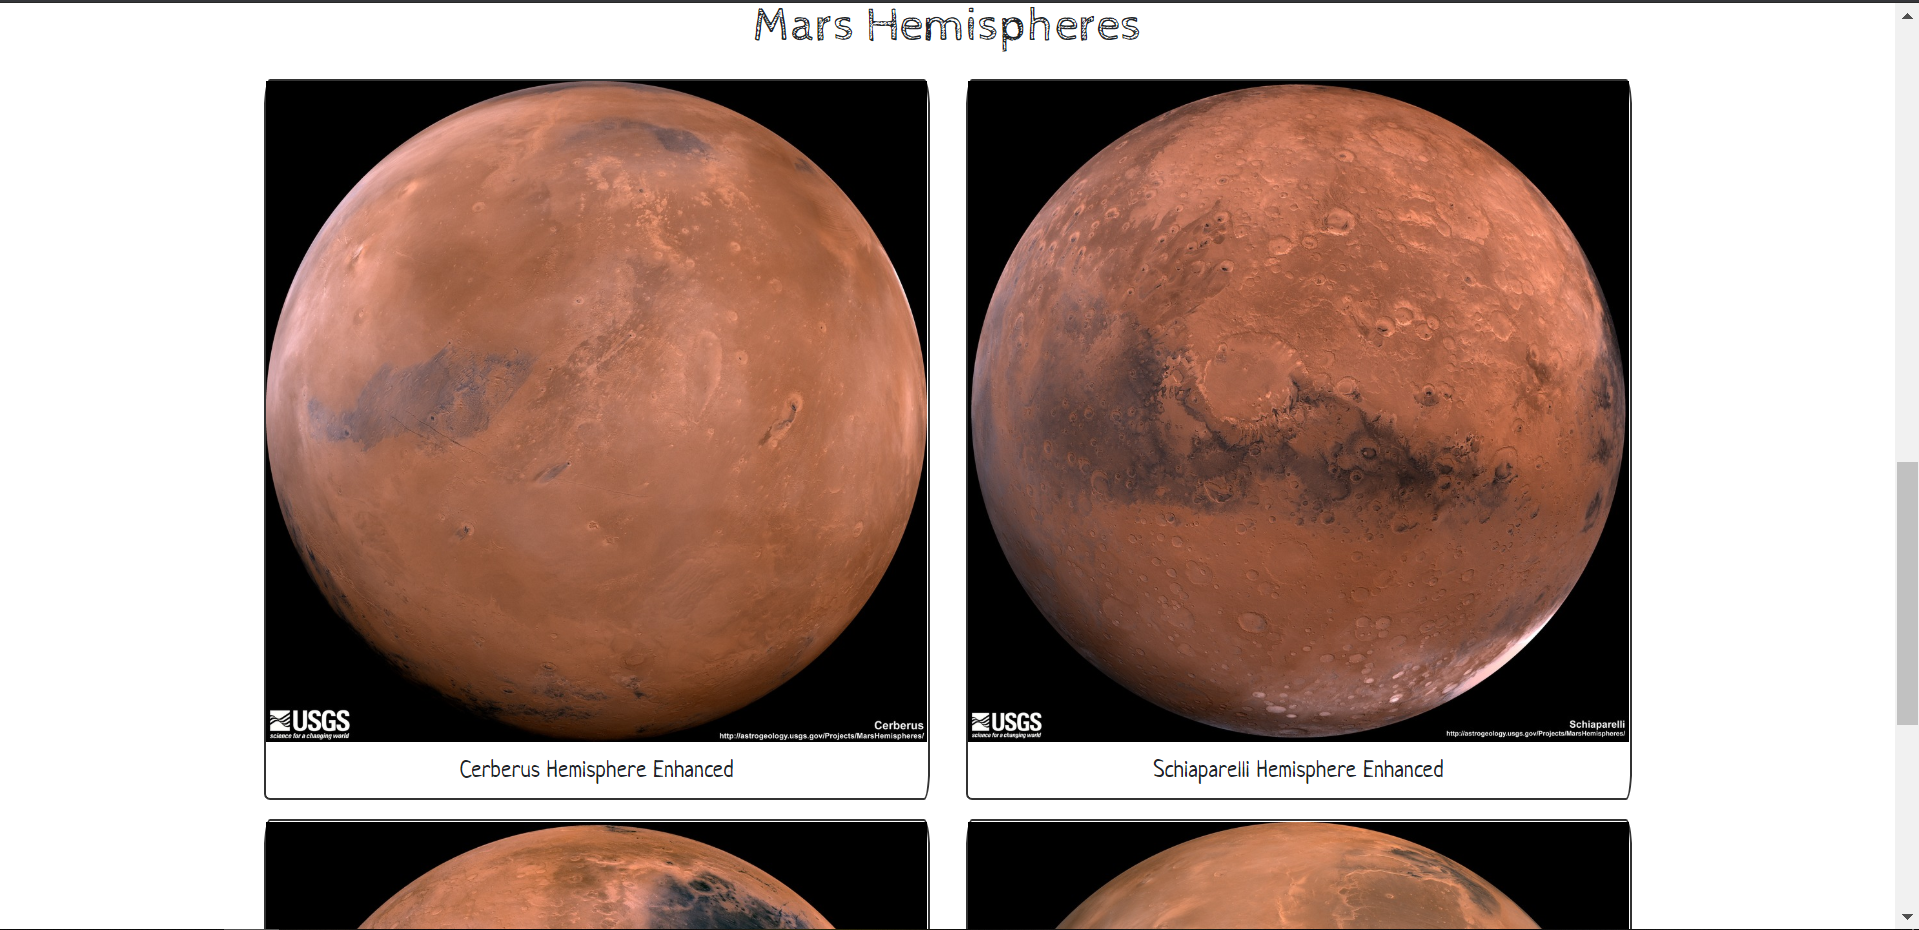 Mars Hemispheres
USGS
science for a changing world
Cerberus
http://astrogeology.usgs.gov/Projects/MarsHemispheres/
Cerberus Hemisphere Enhanced
USGS
science for a changing world
Schiaparelli
http://astrogeology.usgs.gov/Projects/MarsHemispheres/
Schiaparelli Hemisphere Enhanced